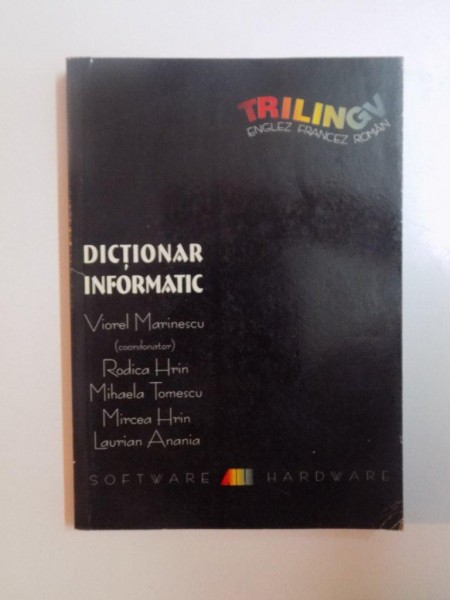 TRILINGV
ENGLEZ FRANCEZ ROMÂN
DICȚIONAR
INFORMATIC
Viorel Marinescu
(coordonator)
Rodica Hrin
Mihaela Tomescu
Mircea Hrin
Laurian Anania
SOFTWARE HARDWARE